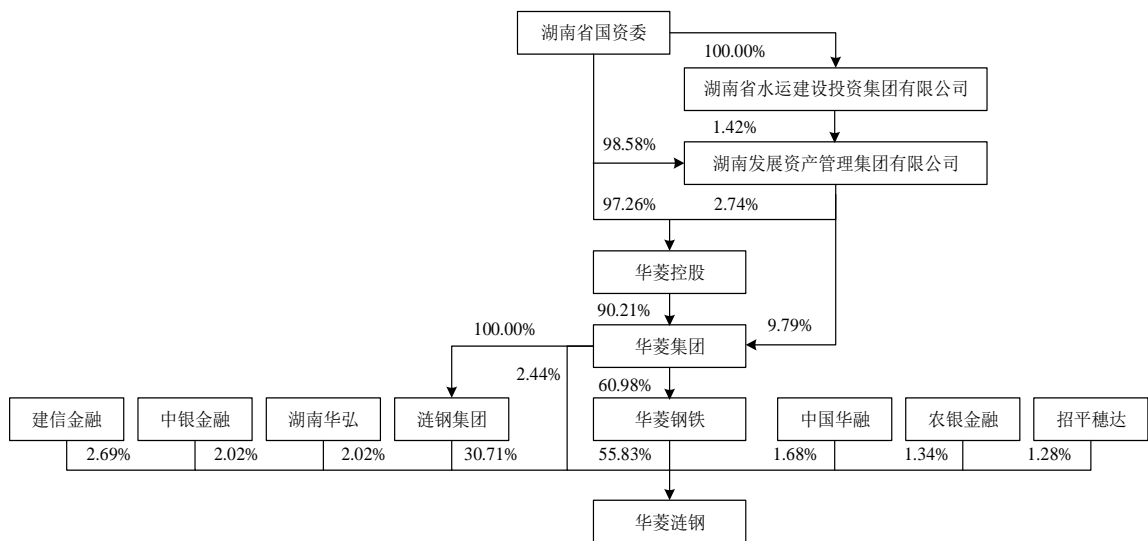 湖南省国资委
100.00%
湖南省水运建设投资集团有限公司
1.42%
98.58%
湖南发展资产管理集团有限公司
97.26%
2.74%
华菱控股
90.21%
9.79%
100.00%
华菱集团
2.44%
60.98%
建信金融
中银金融
湖南华弘
涟钢集团
华菱钢铁
中国华融
农银金融
招平穗达
2.69%
2.02%
2.02%
30.71%
55.83%
1.68%
1.34%
1.28%
华菱涟钢